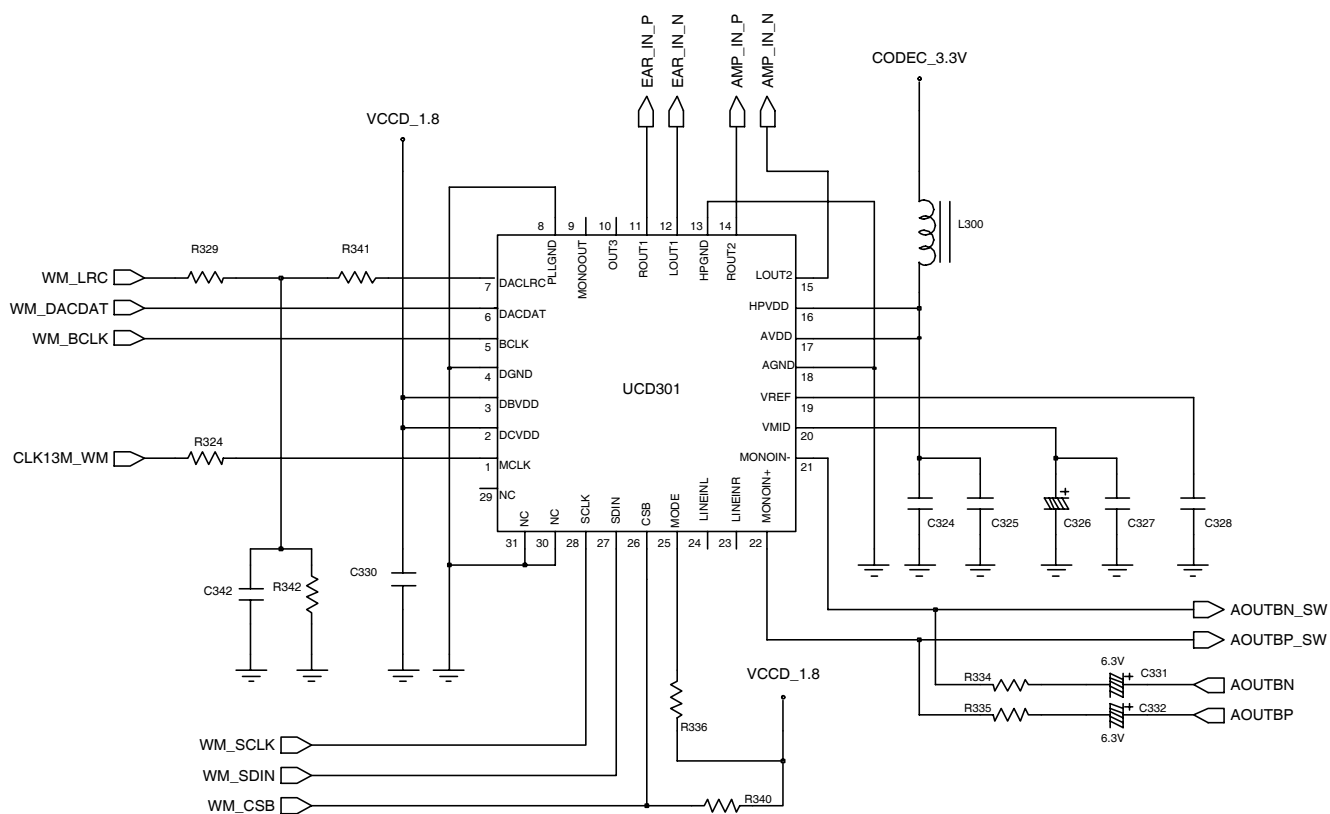 EAR_IN_P
EAR_IN_N
AMP_IN_P
AMP_IN_N
CODEC_3.3V
VCCD_1.8
L300
8
9
10
11
12
13
14
PLLGND
MONOOUT
OUT3
ROUT1
LOUT1
HPGND
ROUT2
WM_LRC
R329
R341
7
DACLRC
LOUT2
15
WM_DACDAT
6
DACDAT
HPVDD
16
WM_BCLK
5
BCLK
AVDD
17
4
DGND
AGND
18
UCD301
3
DBVDD
VREF
19
2
DCVDD
VMID
20
CLK13M_WM
R324
1
MCLK
MONOIN-
21
29
NC
NC
NC
SCLK
SDIN
CSB
MODE
LINEINL
LINEINR
MONOIN+
31
30
28
27
26
25
24
23
22
C324
C325
C326
+
C327
C328
C342
R342
C330
AOUTBN_SW
AOUTBP_SW
VCCD_1.8
R334
6.3V
+
C331
AOUTBN
R335
+
C332
6.3V
AOUTBP
R336
WM_SCLK
WM_SDIN
WM_CSB
R340